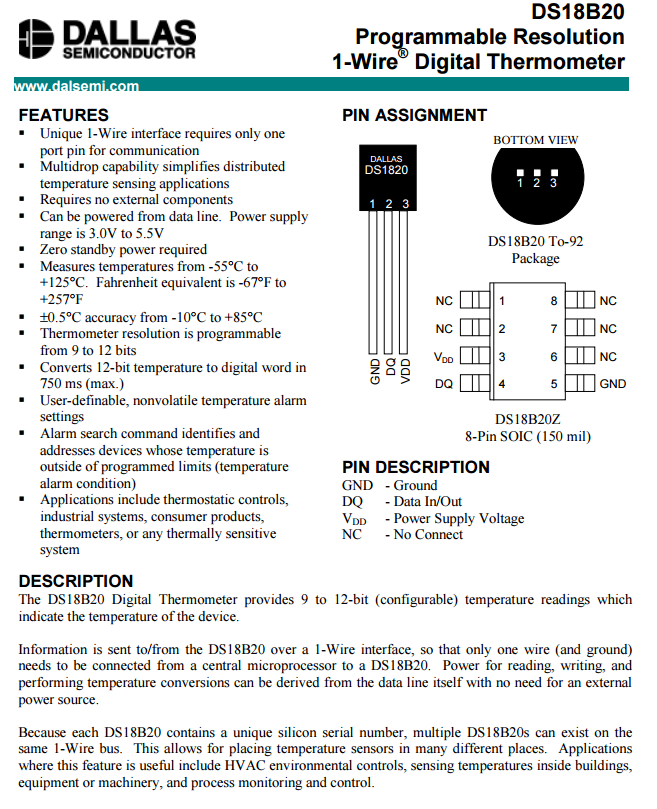 DALLAS
SEMICONDUCTOR
DS18B20
Programmable Resolution
1-Wire® Digital Thermometer
www.dalsemi.com
FEATURES
▪ Unique 1-Wire interface requires only one
port pin for communication
▪ Multidrop capability simplifies distributed
temperature sensing applications
▪ Requires no external components
▪ Can be powered from data line. Power supply
range is 3.0V to 5.5V
▪ Zero standby power required
▪ Measures temperatures from -55°C to
+125°C. Fahrenheit equivalent is -67°F to
+257°F
▪ ±0.5°C accuracy from -10°C to +85°C
▪ Thermometer resolution is programmable
from 9 to 12 bits
▪ Converts 12-bit temperature to digital word in
750 ms (max.)
▪ User-definable, nonvolatile temperature alarm
settings
▪ Alarm search command identifies and
addresses devices whose temperature is
outside of programmed limits (temperature
alarm condition)
▪ Applications include thermostatic controls,
industrial systems, consumer products,
thermometers, or any thermally sensitive
system
PIN ASSIGNMENT
DALLAS
DS1820
1 2 3
GND
DQ
VDD
BOTTOM VIEW
1 2 3
DS18B20 To-92
Package
NC 1 8 NC
NC 2 7 NC
VDD 3 6 NC
DQ 4 5 GND
DS18B20Z
8-Pin SOIC (150 mil)
PIN DESCRIPTION
GND - Ground
DQ - Data In/Out
VDD - Power Supply Voltage
NC - No Connect
DESCRIPTION
The DS18B20 Digital Thermometer provides 9 to 12-bit (configurable) temperature readings which
indicate the temperature of the device.
Information is sent to/from the DS18B20 over a 1-Wire interface, so that only one wire (and ground)
needs to be connected from a central microprocessor to a DS18B20. Power for reading, writing, and
performing temperature conversions can be derived from the data line itself with no need for an external
power source.
Because each DS18B20 contains a unique silicon serial number, multiple DS18B20s can exist on the
same 1-Wire bus. This allows for placing temperature sensors in many different places. Applications
where this feature is useful include HVAC environmental controls, sensing temperatures inside buildings,
equipment or machinery, and process monitoring and control.